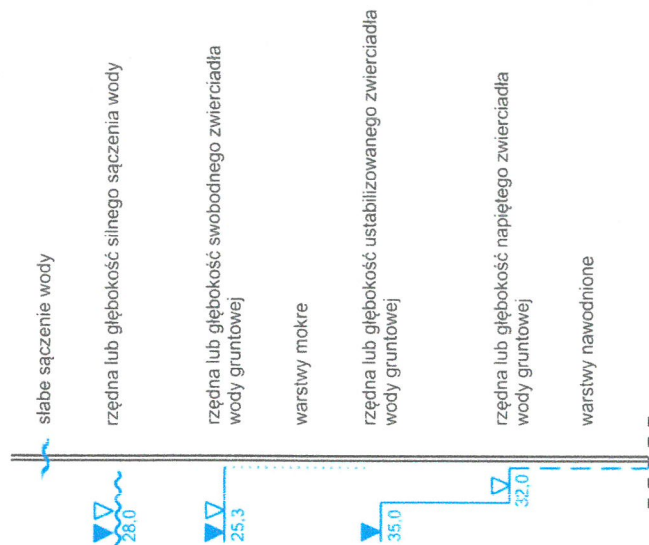 słabe sączenie wody
28,0
rzędna lub głębokość silnego sączenia wody
25,3
rzędna lub głębokość swobodnego zwierciadła
wody gruntowej
warstwy mokre
35,0
rzędna lub głębokość ustabilizowanego zwierciadła
wody gruntowej
32,0
rzędna lub głębokość napiętego zwierciadła
wody gruntowej
warstwy nawodnione